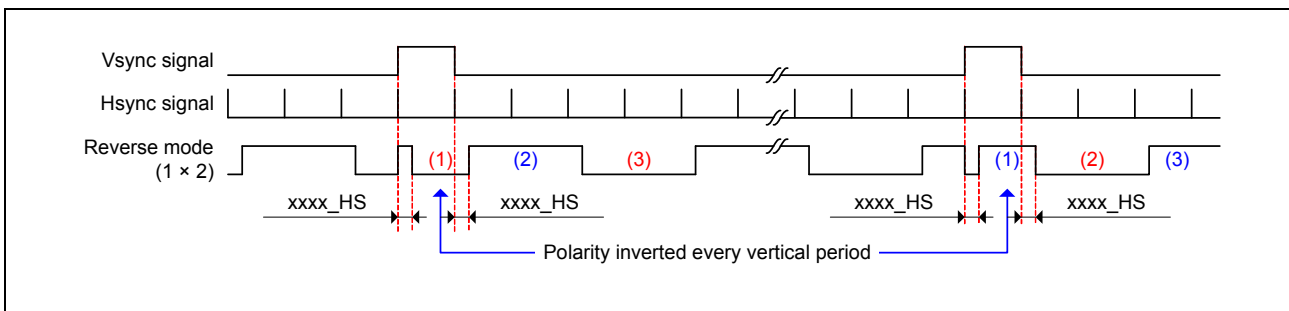 Vsync signal
Hsync signal
Reverse mode
(1 × 2)
(1) (2) (3) (1) (2) (3)
xxxx_HS xxxx_HS xxxx_HS xxxx_HS
Polarity inverted every vertical period